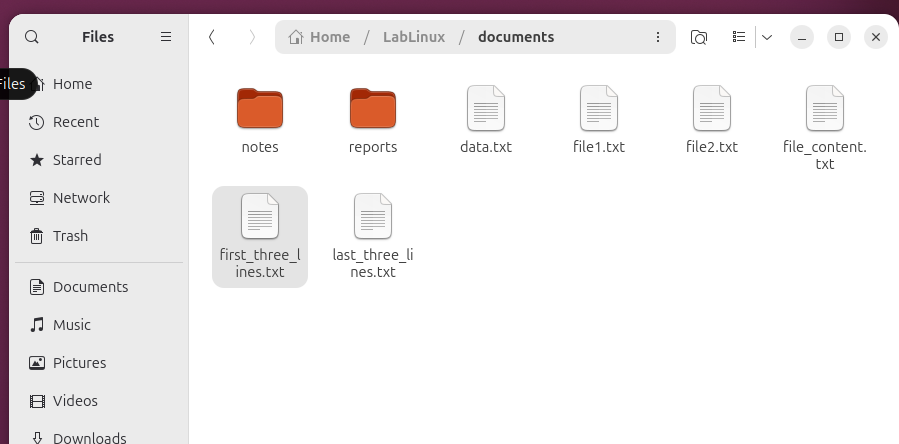 Files
Home / LabLinux / documents
Files
Home
Recent
Starred
Network
Trash
Documents
Music
Pictures
Videos
Downloads
notes
reports
data.txt
file1.txt
file2.txt
file_content.
txt
first_three_l
ines.txt
last_three_li
nes.txt